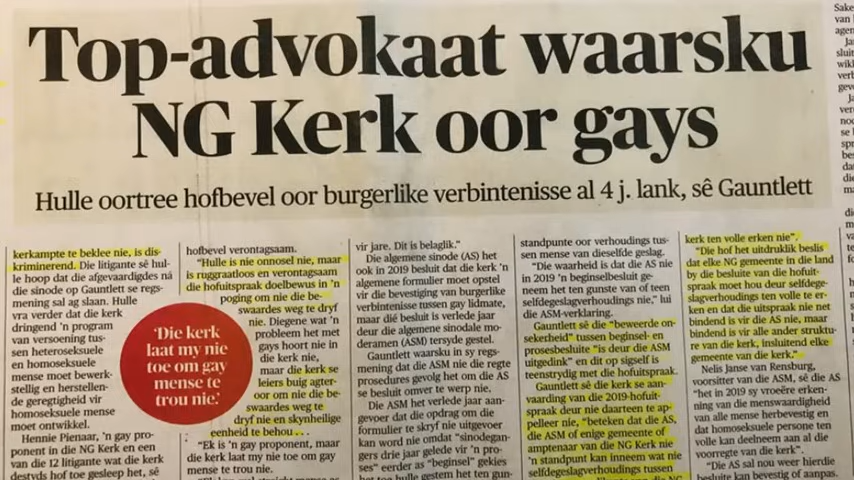 Top-advokaat waarsku
NG Kerk oor gays
Hulle oortree hofbevel oor burgerlike verbintenisse al 4 j. lank, sê Gauntlett
kerkampte te beklee nie, is dis-
kriminerend. Die litigante sê hul-
le hoop dat die afgevaardigdes ná
die sinode op Gauntlett se regs-
mening sal ag slaan. Hulle
vra verder dat die kerk
dringend 'n program
van versoening tus-
sen heteroseksuele
en homoseksuele
mense moet bewerk-
stellig en herstellen-
de geregtigheid vir
homoseksuele mense
moet ontwikkel.
Hennie Pienaar, 'n gay pro-
ponent in die NG Kerk en een
van die 12 litigante wat die kerk
destyds hof toe gesleep het, sê
'Die kerk
laat my nie
toe om gay
mense te
trou nie.'
hofbevel verontagsaam.
"Hulle is nie onnosel nie, maar
is ruggraatloos en verontagsaam
die hofuitspraak doelbewus in 'n
poging om nie die be-
swaardes weg te dryf
nie. Diegene wat 'n
probleem het met
gays hoort nie in
die kerk nie,
maar die kerk se
leiers buig agter-
oor om nie die be-
swaardes weg te
dryf nie en skynheilige
eenheid te behou . . .
"Ek is 'n gay proponent, maar
die kerk laat my nie toe om gay
mense te trou nie.
vir jare. Dit is belaglik."
Die algemene sinode (AS) het
ook in 2019 besluit dat die kerk 'n
algemene formulier moet opstel
vir die bevestiging van burgerlike
verbintenisse tussen gay lidmate,
maar dié besluit is verlede jaar
deur die algemene sinodale mo-
deramen (ASM) tersyde gestel.
Gauntlett waarsku in sy regs-
mening dat die ASM nie die regte
prosedures gevolg het om die AS
se besluit omver te werp nie.
Die ASM het verlede jaar aan-
gevoer dat die opdrag om die
formulier te skryf nie uitgevoer
kan word nie omdat "sinodegan-
gers drie jaar gelede vir 'n pro-
ses" eerder as "beginsel" gekies
het toe hulle gestem het ten gun-
standpunte oor verhoudings tus-
sen mense van dieselfde geslag.
"Die waarheid is dat die AS nie
in 2019 'n beginselbesluit ge-
neem het ten gunste van of teen
selfdegeslagverhoudings nie," lui
die ASM-verklaring.
Gauntlett sê die "beweerde on-
sekerheid" tussen beginsel- en
prosesbesluite "is deur die ASM
uitgedink" en dit op sigself is
teenstrydig met die hofuitspraak.
Gauntlett sê die kerk se aan-
vaarding van die 2019-hofuit-
spraak deur nie daarteen te ap-
pelleer nie, "beteken dat die AS,
die ASM of enige gemeente of
amptenaar van die NG Kerk nie
'n standpunt kan inneem wat nie
selfdegeslagverhoudings tussen
kerk ten volle erken nie".
"Die hof het uitdruklik beslis
dat elke NG gemeente in die land
by die besluite van die hofuit-
spraak moet hou deur selfdege-
slagverhoudings ten volle te er-
ken en dat die uitspraak nie net
bindend is vir die AS nie, maar
bindend is vir alle ander struktu-
re van die kerk, insluitend elke
gemeente van die kerk."
Nelis Janse van Rensburg,
voorsitter van die ASM, sê die AS
"het in 2019 sy vroeëre erken-
ning van die menswaardigheid
van alle mense herbevestig en
dat homoseksuele persone ten
volle kan deelneem aan al die
voorregte van die kerk".
"Die AS sal nou weer hierdie
besluite kan bevestig of aanpas.